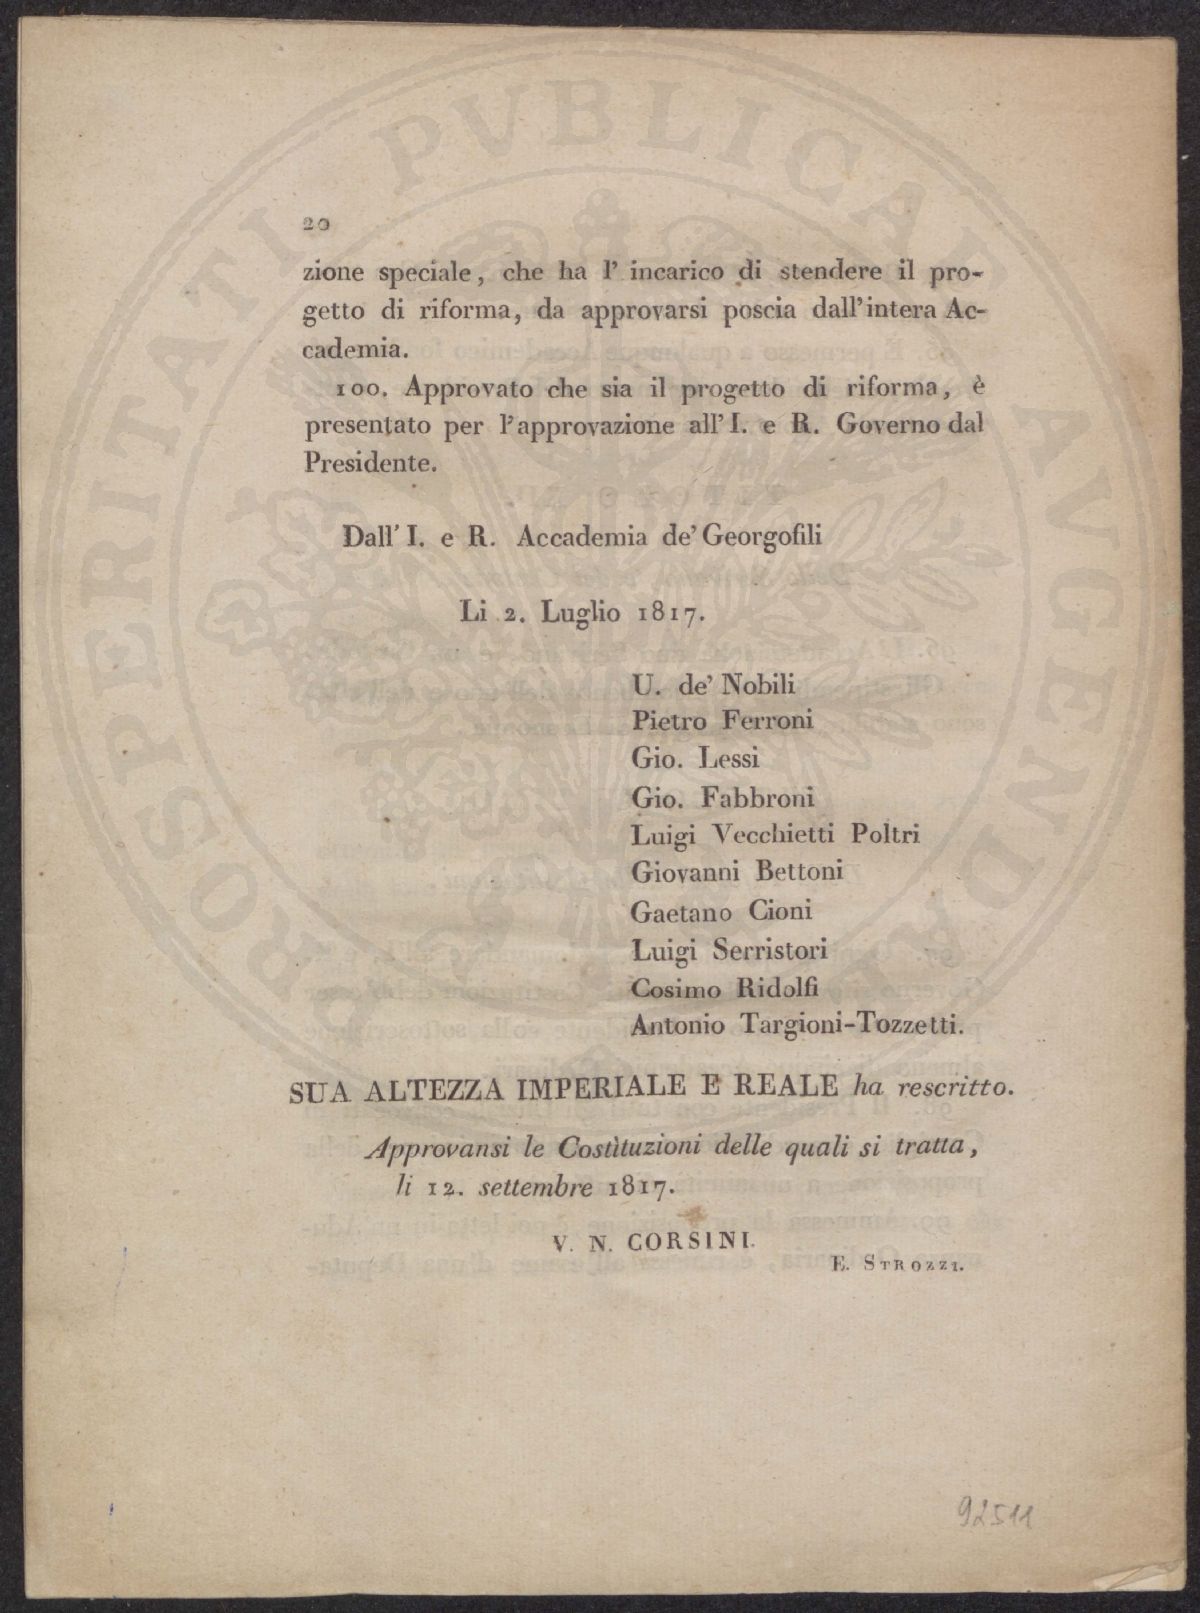 PROSPERITATI PUBLICAE AUGENDAE
20
zione speciale, che ha l' incarico di stendere il pro-
getto di riforma, da approvarsi poscia dall'intera Ac-
cademia.
100. Approvato che sia il progetto di riforma, è
presentato per l'approvazione all' I. e R. Governo dal
Presidente.
Dall' I. e R. Accademia de' Georgofili
Li 2. Luglio 1817.
U. de' Nobili
Pietro Ferroni
Gio. Lessi
Gio. Fabbroni
Luigi Vecchietti Poltri
Giovanni Bettoni
Gaetano Cioni
Luigi Serristori
Cosimo Ridolfi
Antonio Targioni-Tozzetti.
SUA ALTEZZA IMPERIALE E REALE ha rescritto.
Approvansi le Costituzioni delle quali si tratta,
li 12. settembre 1817.
V. N. CORSINI.
E. STROZZI.
92511